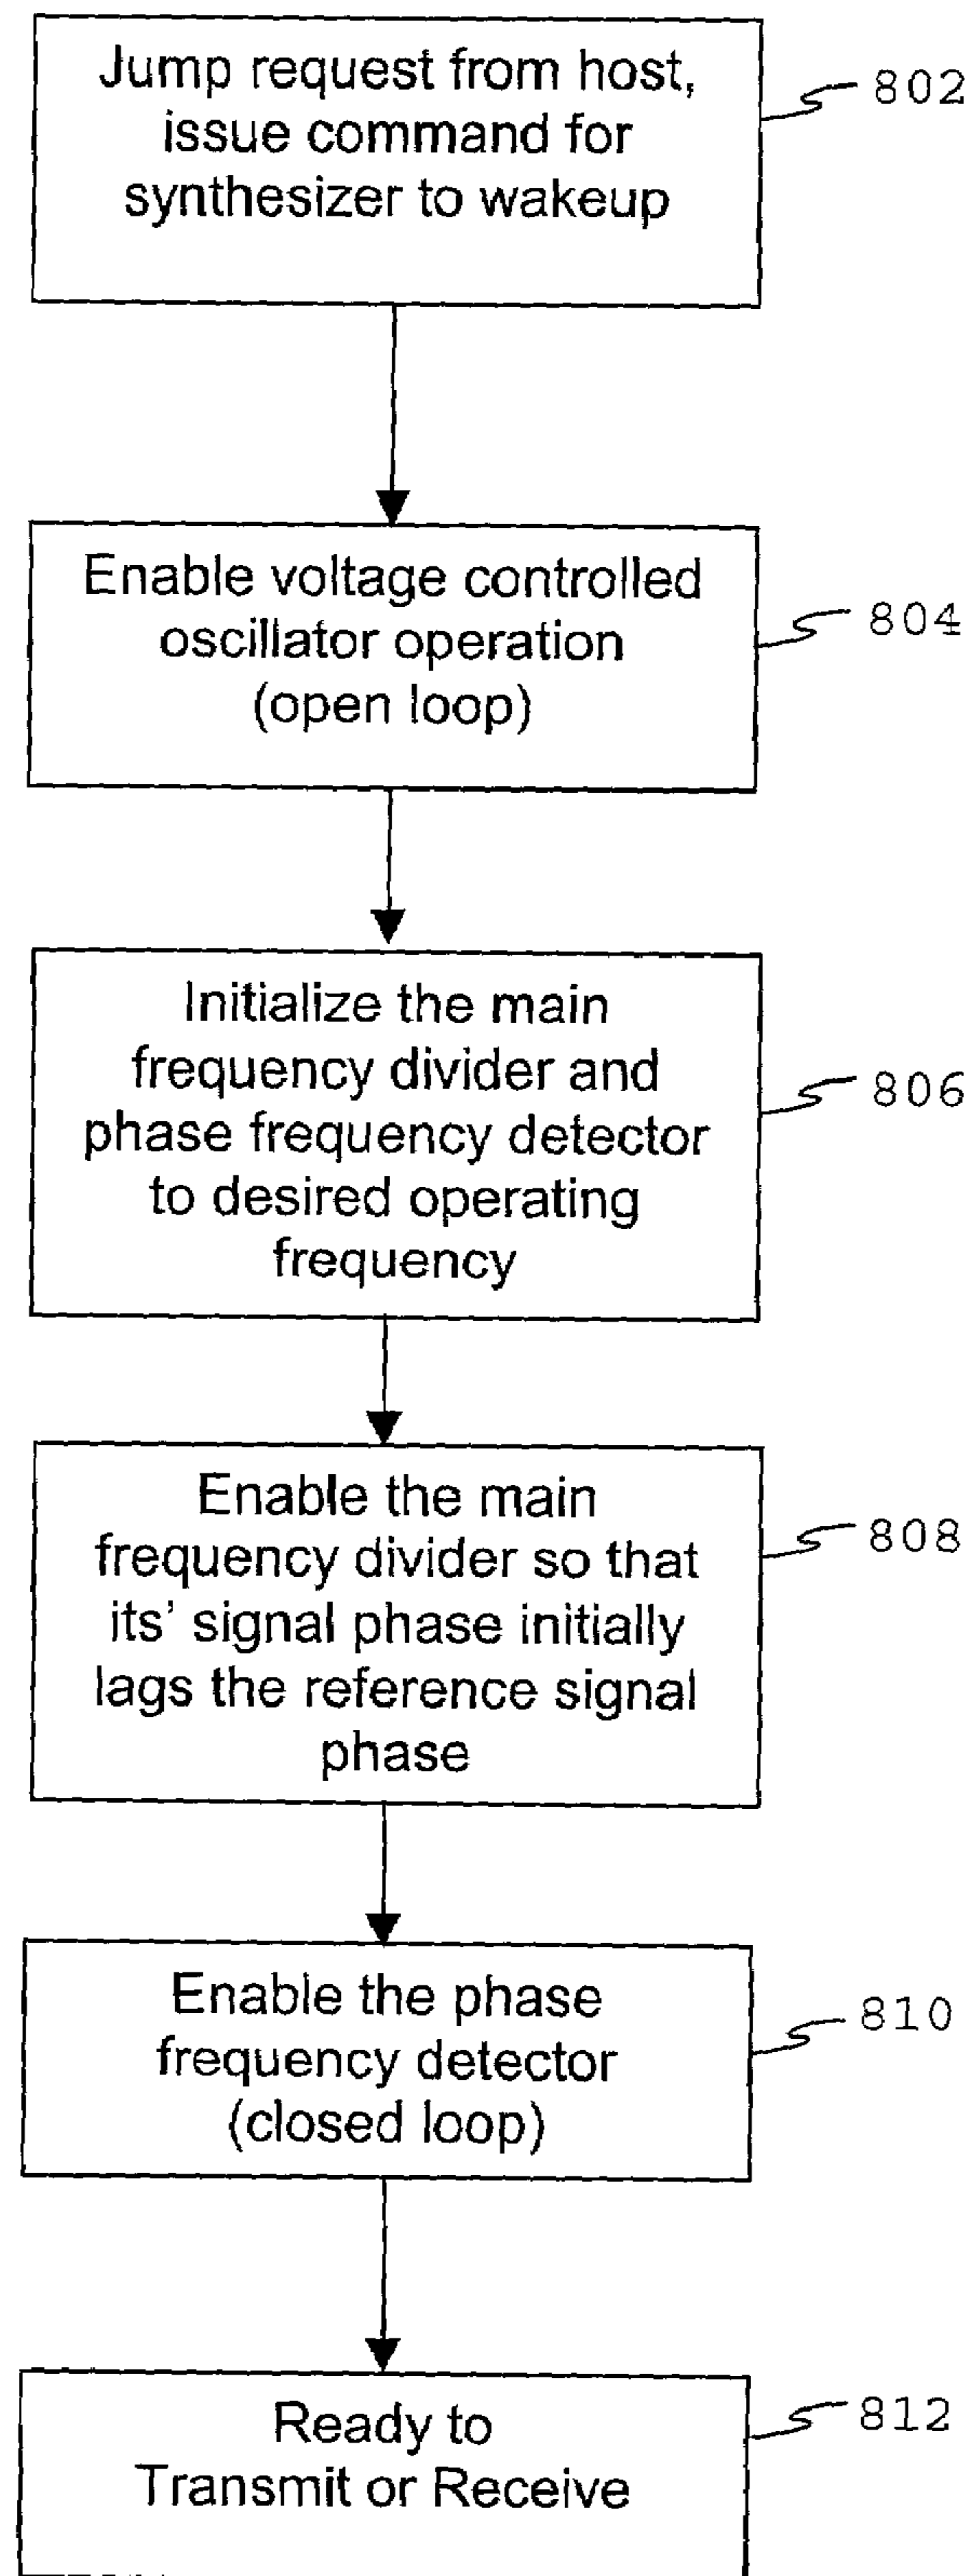 Jump request from host,
issue command for
synthesizer to wakeup
802
Enable voltage controlled
oscillator operation
(open loop)
804
Initialize the main
frequency divider and
phase frequency detector
to desired operating
frequency
806
Enable the main
frequency divider so that
its’ signal phase initially
lags the reference signal
phase
808
Enable the phase
frequency detector
(closed loop)
810
Ready to
Transmit or Receive
812